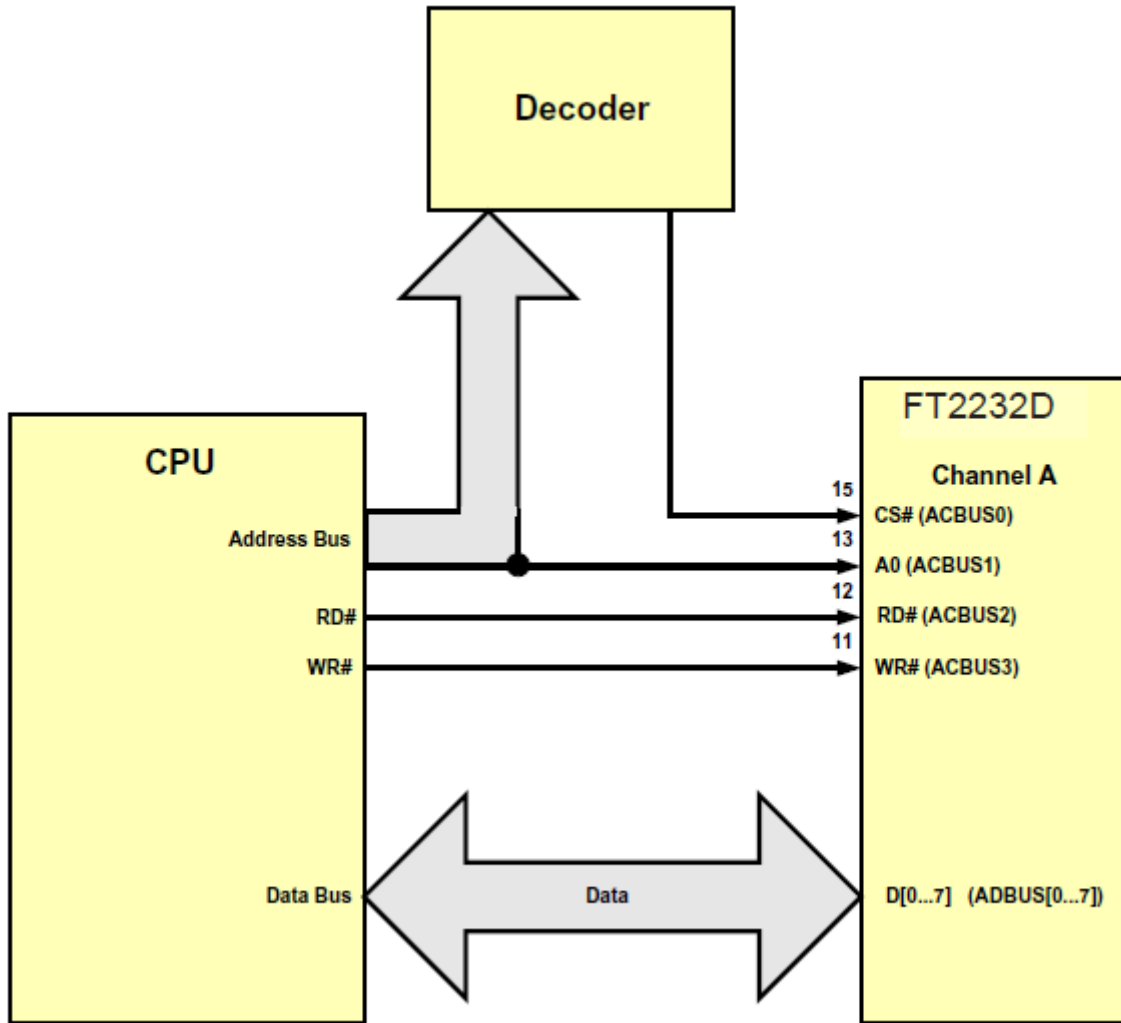 Decoder
FT2232D
CPU
Channel A
15
CS# (ACBUS0)
Address Bus
13
A0 (ACBUS1)
12
RD#
RD# (ACBUS2)
11
WR#
WR# (ACBUS3)
Data Bus
Data
D[0...7] (ADBUS[0...7])